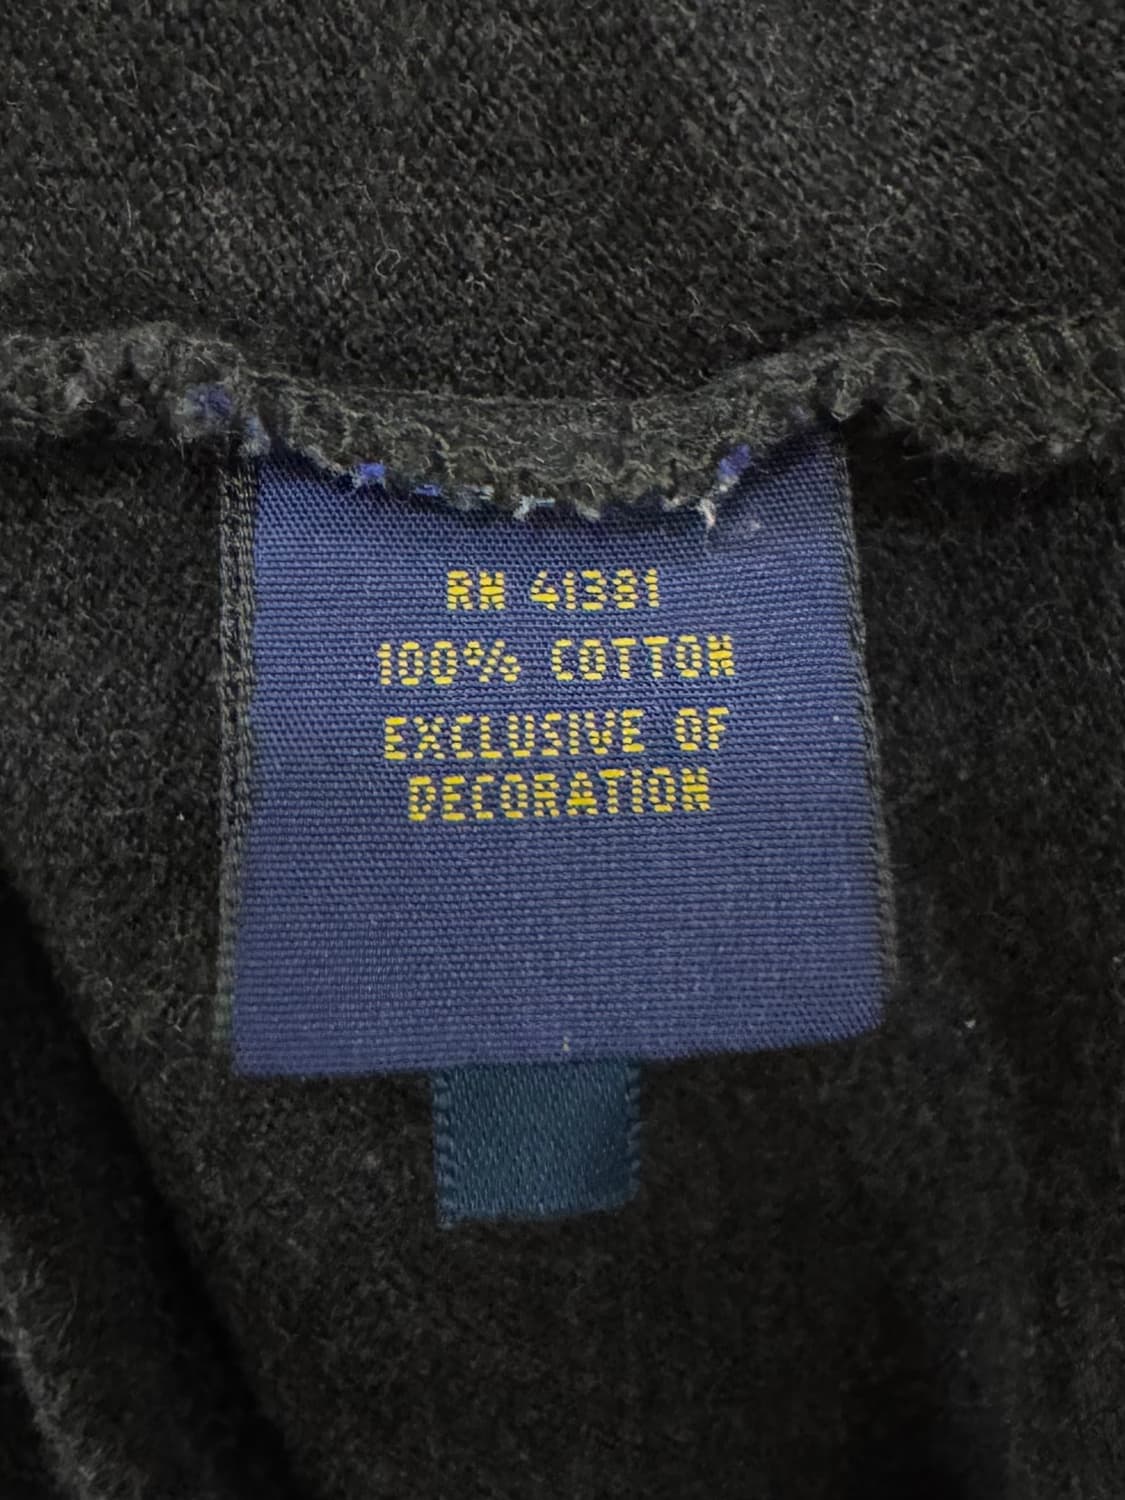 RN 41381
100% COTTON
EXCLUSIVE OF
DECORATION